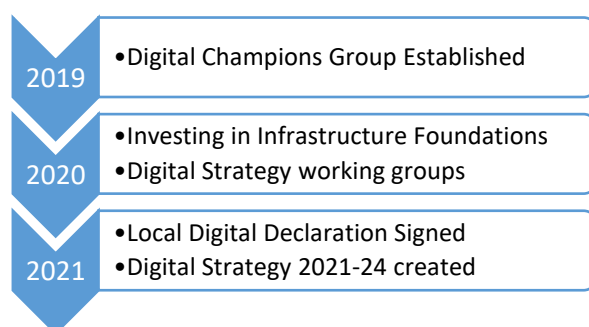 2019
•Digital Champions Group Established
2020
•Investing in Infrastructure Foundations
•Digital Strategy working groups
2021
•Local Digital Declaration Signed
•Digital Strategy 2021-24 created